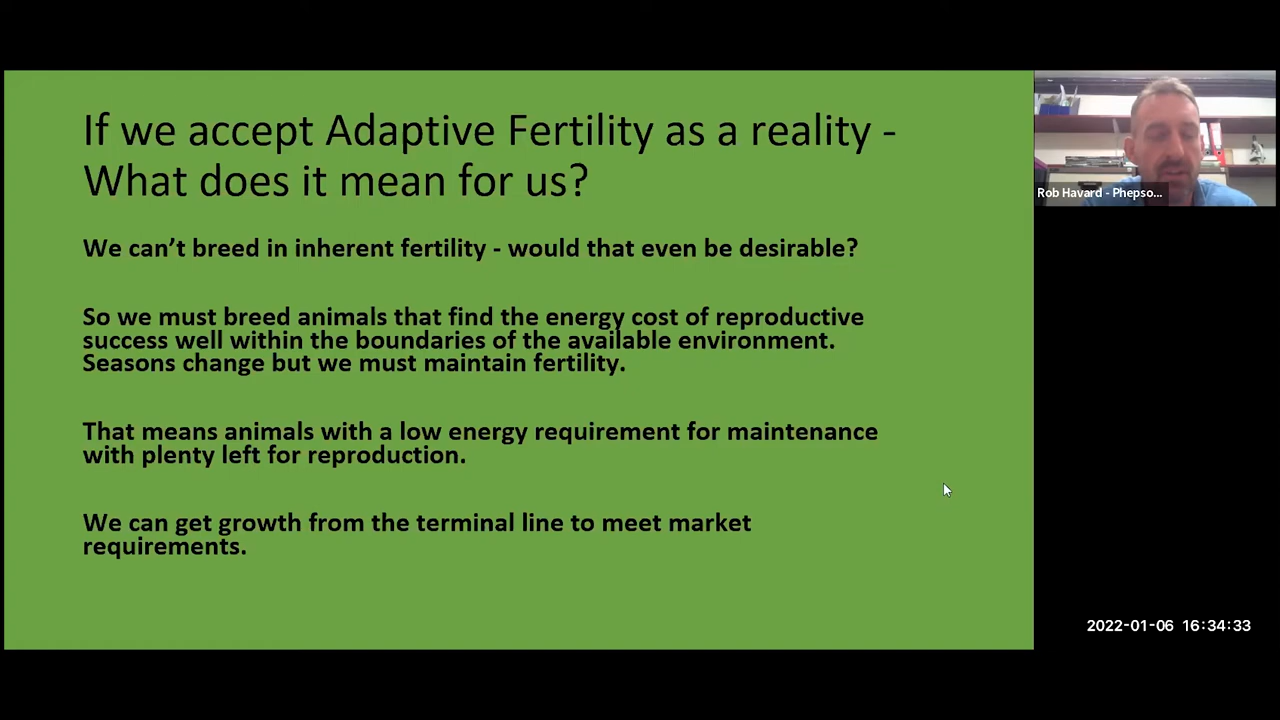 If we accept Adaptive Fertility as a reality -
What does it mean for us?
We can't breed in inherent fertility - would that even be desirable?
So we must breed animals that find the energy cost of reproductive
success well within the boundaries of the available environment.
Seasons change but we must maintain fertility.
That means animals with a low energy requirement for maintenance
with plenty left for reproduction.
We can get growth from the terminal line to meet market
requirements.
Rob Havard - Phepso...
2022-01-06 16:34:33